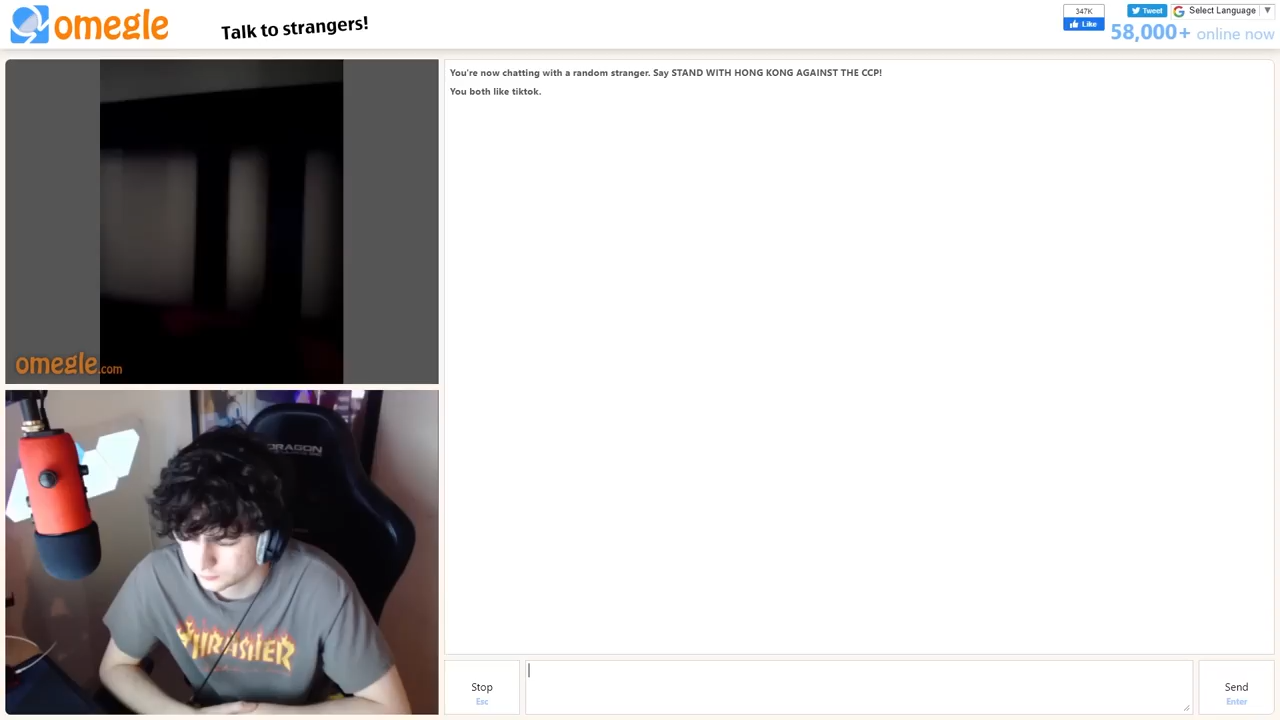 omegle
Talk to strangers!
347K
Like
Tweet
Select Language ▼
58,000+ online now
You're now chatting with a random stranger. Say STAND WITH HONG KONG AGAINST THE CCP!
You both like tiktok.
omegle.com
DRAGON
THRASHER
Stop
Esc
Send
Enter